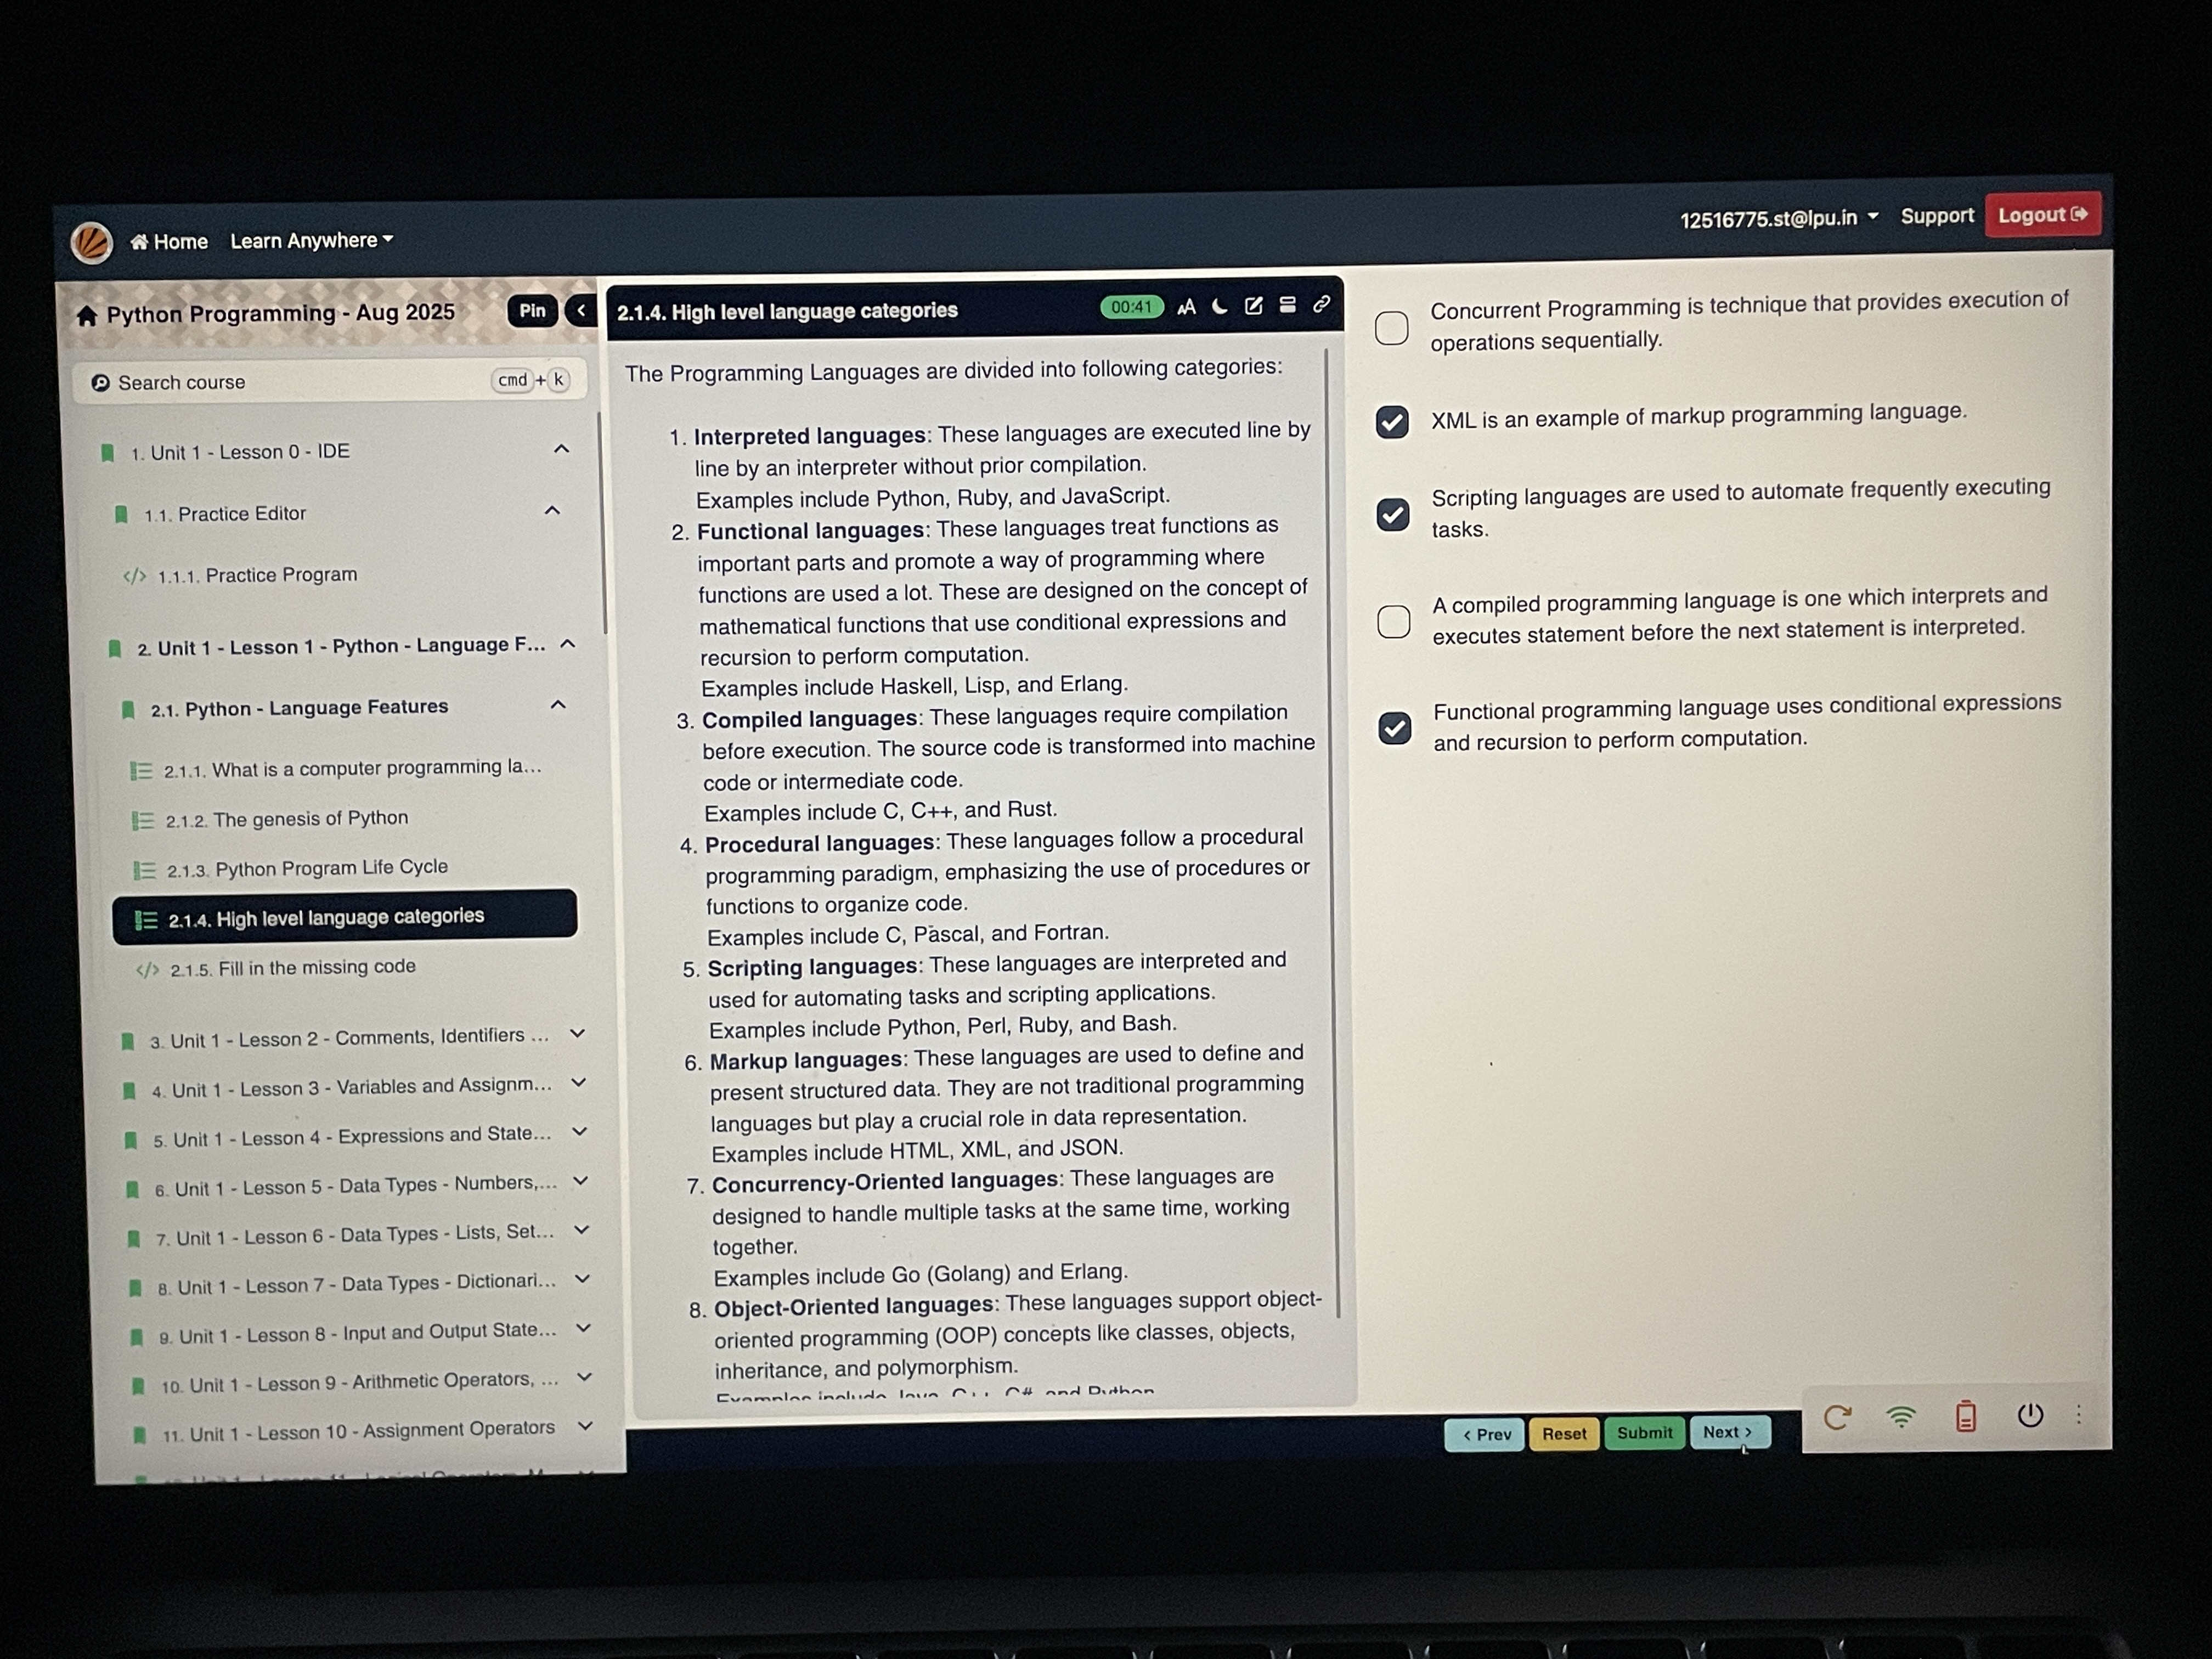 Home Learn Anywhere 12516775.st@lpu.in Support Logout
Python Programming - Aug 2025 Pin
Search course cmd + k
1. Unit 1 - Lesson 0 - IDE
1.1. Practice Editor
</> 1.1.1. Practice Program
2. Unit 1 - Lesson 1 - Python - Language F...
2.1. Python - Language Features
2.1.1. What is a computer programming la...
2.1.2. The genesis of Python
2.1.3. Python Program Life Cycle
2.1.4. High level language categories
</> 2.1.5. Fill in the missing code
3. Unit 1 - Lesson 2 - Comments, Identifiers ...
4. Unit 1 - Lesson 3 - Variables and Assignm...
5. Unit 1 - Lesson 4 - Expressions and State...
6. Unit 1 - Lesson 5 - Data Types - Numbers,...
7. Unit 1 - Lesson 6 - Data Types - Lists, Set...
8. Unit 1 - Lesson 7 - Data Types - Dictionari...
9. Unit 1 - Lesson 8 - Input and Output State...
10. Unit 1 - Lesson 9 - Arithmetic Operators, ...
11. Unit 1 - Lesson 10 - Assignment Operators
2.1.4. High level language categories 00:41 AA
The Programming Languages are divided into following categories:
1. Interpreted languages: These languages are executed line by
line by an interpreter without prior compilation.
Examples include Python, Ruby, and JavaScript.
2. Functional languages: These languages treat functions as
important parts and promote a way of programming where
functions are used a lot. These are designed on the concept of
mathematical functions that use conditional expressions and
recursion to perform computation.
Examples include Haskell, Lisp, and Erlang.
3. Compiled languages: These languages require compilation
before execution. The source code is transformed into machine
code or intermediate code.
Examples include C, C++, and Rust.
4. Procedural languages: These languages follow a procedural
programming paradigm, emphasizing the use of procedures or
functions to organize code.
Examples include C, Pascal, and Fortran.
5. Scripting languages: These languages are interpreted and
used for automating tasks and scripting applications.
Examples include Python, Perl, Ruby, and Bash.
6. Markup languages: These languages are used to define and
present structured data. They are not traditional programming
languages but play a crucial role in data representation.
Examples include HTML, XML, and JSON.
7. Concurrency-Oriented languages: These languages are
designed to handle multiple tasks at the same time, working
together.
Examples include Go (Golang) and Erlang.
8. Object-Oriented languages: These languages support object-
oriented programming (OOP) concepts like classes, objects,
inheritance, and polymorphism.
Examples include Java, C++, C# and Python
Concurrent Programming is technique that provides execution of
operations sequentially.
XML is an example of markup programming language.
Scripting languages are used to automate frequently executing
tasks.
A compiled programming language is one which interprets and
executes statement before the next statement is interpreted.
Functional programming language uses conditional expressions
and recursion to perform computation.
< Prev Reset Submit Next >